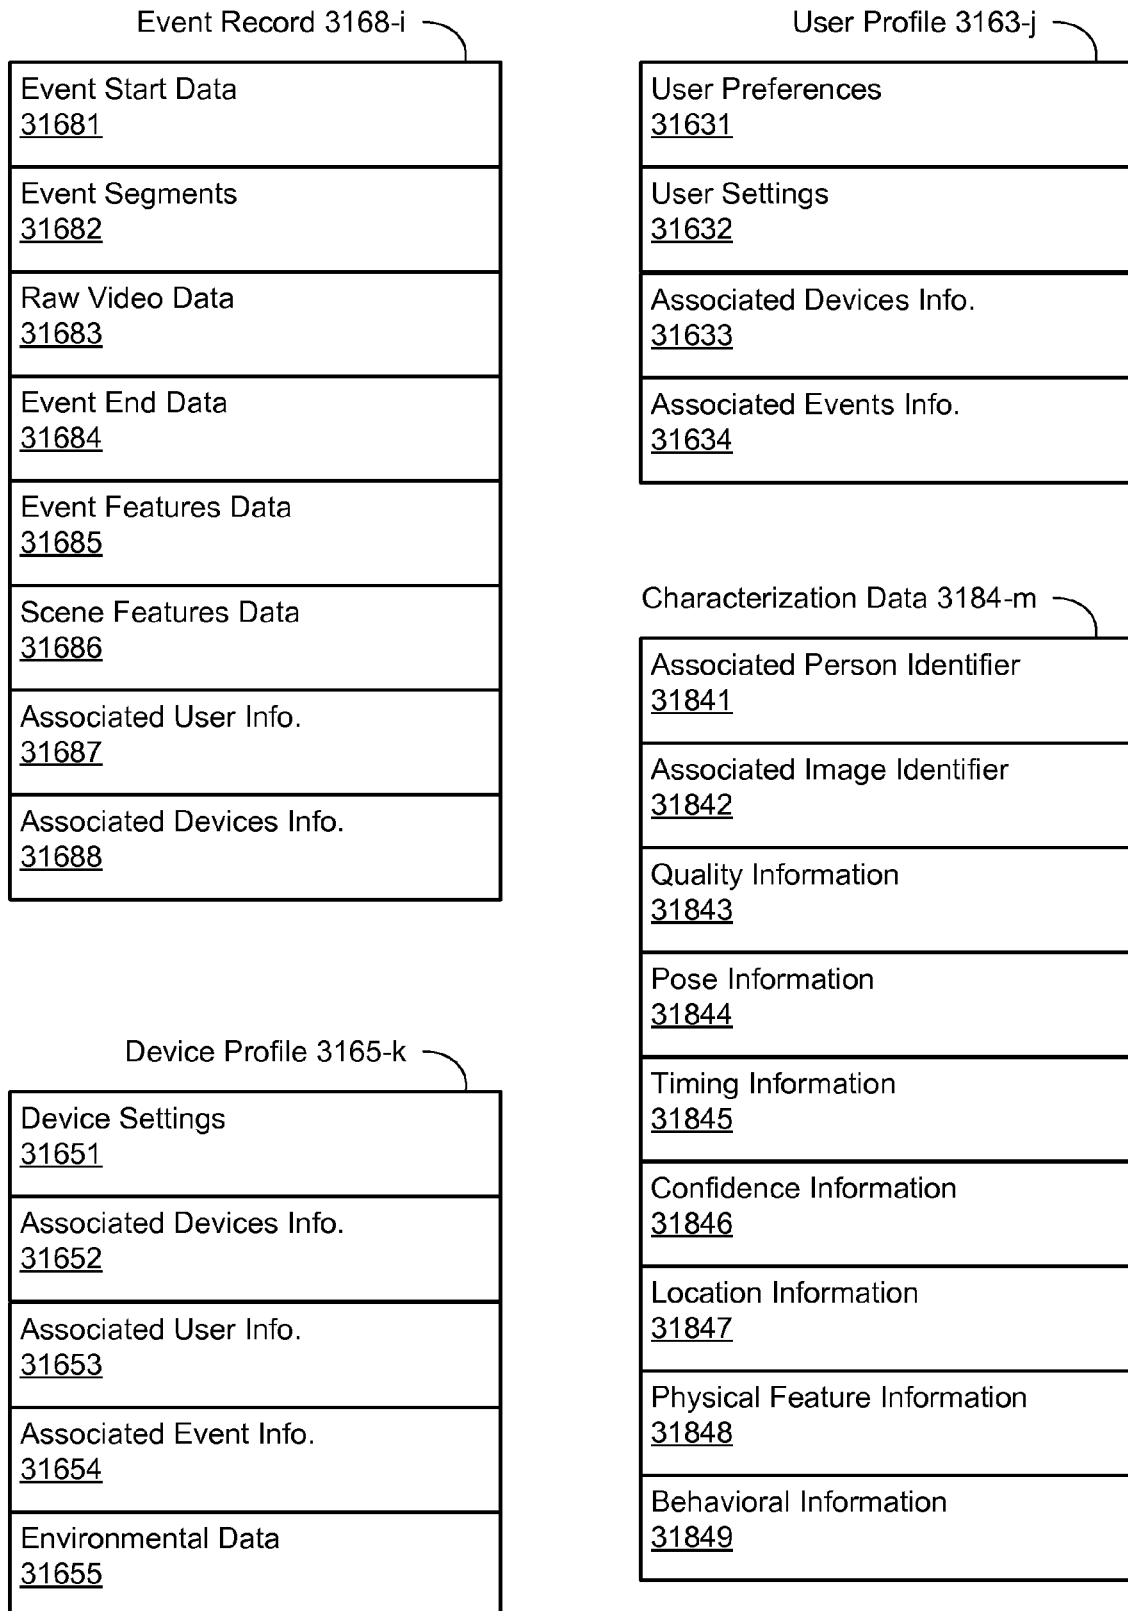 Event Record 3168-i
Event Start Data
31681
Event Segments
31682
Raw Video Data
31683
Event End Data
31684
Event Features Data
31685
Scene Features Data
31686
Associated User Info.
31687
Associated Devices Info.
31688
Device Profile 3165-k
Device Settings
31651
Associated Devices Info.
31652
Associated User Info.
31653
Associated Event Info.
31654
Environmental Data
31655
User Profile 3163-j
User Preferences
31631
User Settings
31632
Associated Devices Info.
31633
Associated Events Info.
31634
Characterization Data 3184-m
Associated Person Identifier
31841
Associated Image Identifier
31842
Quality Information
31843
Pose Information
31844
Timing Information
31845
Confidence Information
31846
Location Information
31847
Physical Feature Information
31848
Behavioral Information
31849